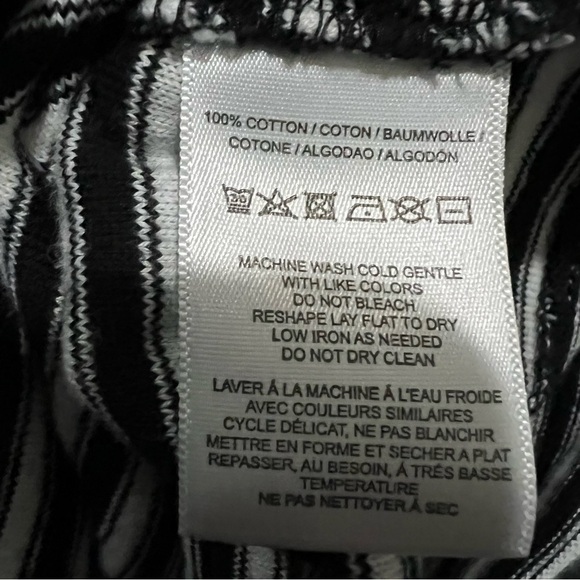 100% COTTON / COTON / BAUMWOLLE /
COTONE / ALGODAO / ALGODÓN
30
MACHINE WASH COLD GENTLE
WITH LIKE COLORS
DO NOT BLEACH
RESHAPE LAY FLAT TO DRY
LOW IRON AS NEEDED
DO NOT DRY CLEAN
LAVER Á LA MACHINE Á L'EAU FROIDE
AVEC COULEURS SIMILAIRES
CYCLE DÉLICAT, NE PAS BLANCHIR
METTRE EN FORME ET SECHER A PLAT
REPASSER, AU BESOIN, Á TRÉS BASSE
TEMPERATURE
NE PAS NETTOYER Á SEC